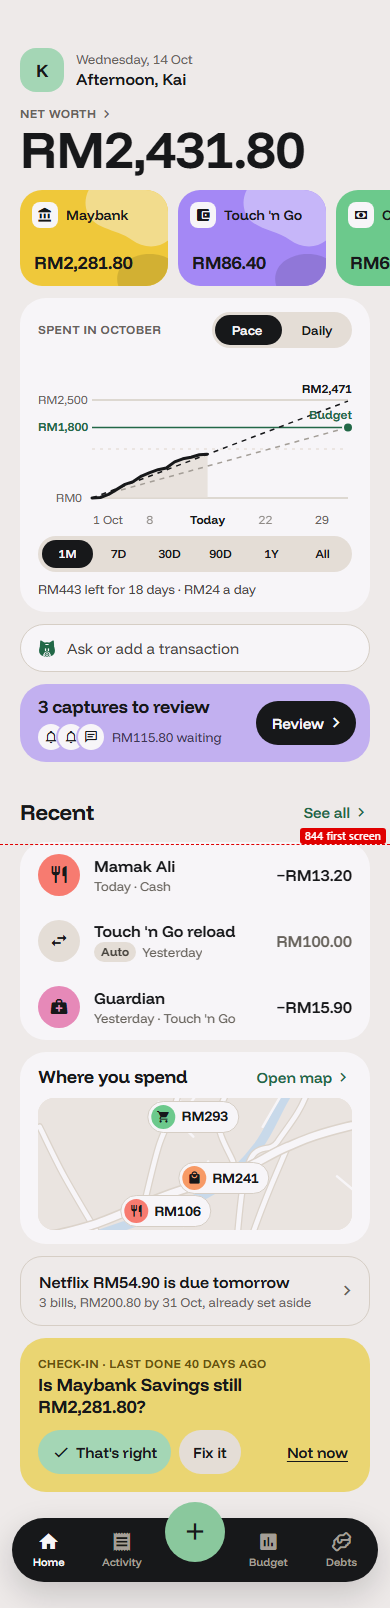 K
Wednesday, 14 Oct
Afternoon, Kai
NET WORTH
RM2,431.80
Maybank
Touch 'n Go
RM2,281.80
RM86.40
RM6
SPENT IN OCTOBER
Pace
Daily
RM2,471
RM2,500
Budget
RM1,800
RM0
1 Oct
8
Today
22
29
1M
7D
30D
90D
1Y
All
RM443 left for 18 days · RM24 a day
Ask or add a transaction
3 captures to review
RM115.80 waiting
Review
Recent
See all
844 first screen
Mamak Ali
−RM13.20
Today · Cash
Touch 'n Go reload
RM100.00
Auto
Yesterday
Guardian
−RM15.90
Yesterday · Touch 'n Go
Where you spend
Open map
RM293
RM241
RM106
Netflix RM54.90 is due tomorrow
3 bills, RM200.80 by 31 Oct, already set aside
CHECK-IN · LAST DONE 40 DAYS AGO
Is Maybank Savings still
RM2,281.80?
That's right
Fix it
Not now
Home
Activity
Budget
Debts